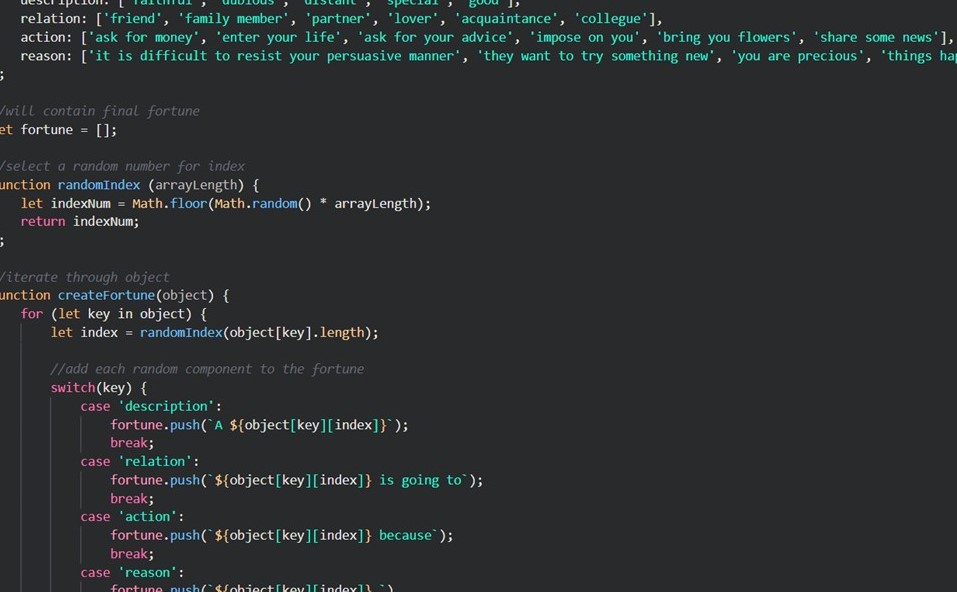 description: ['faithful', 'dubious', 'distant', 'special', 'good'],
relation: ['friend', 'family member', 'partner', 'lover', 'acquaintance', 'collegue'],
action: ['ask for money', 'enter your life', 'ask for your advice', 'impose on you', 'bring you flowers', 'share some news'],
reason: ['it is difficult to resist your persuasive manner', 'they want to try something new', 'you are precious', 'things hap
;
/will contain final fortune
et fortune = [];
/select a random number for index
unction randomIndex (arrayLength) {
let indexNum = Math.floor(Math.random() * arrayLength);
return indexNum;
;
/iterate through object
unction createFortune(object) {
for (let key in object) {
let index = randomIndex(object[key].length);
//add each random component to the fortune
switch(key) {
case 'description':
fortune.push(`A ${object[key][index]}`);
break;
case 'relation':
fortune.push(`${object[key][index]} is going to`);
break;
case 'action':
fortune.push(`${object[key][index]} because`);
break;
case 'reason':
fortune.push(`${object[key][index]}.`)